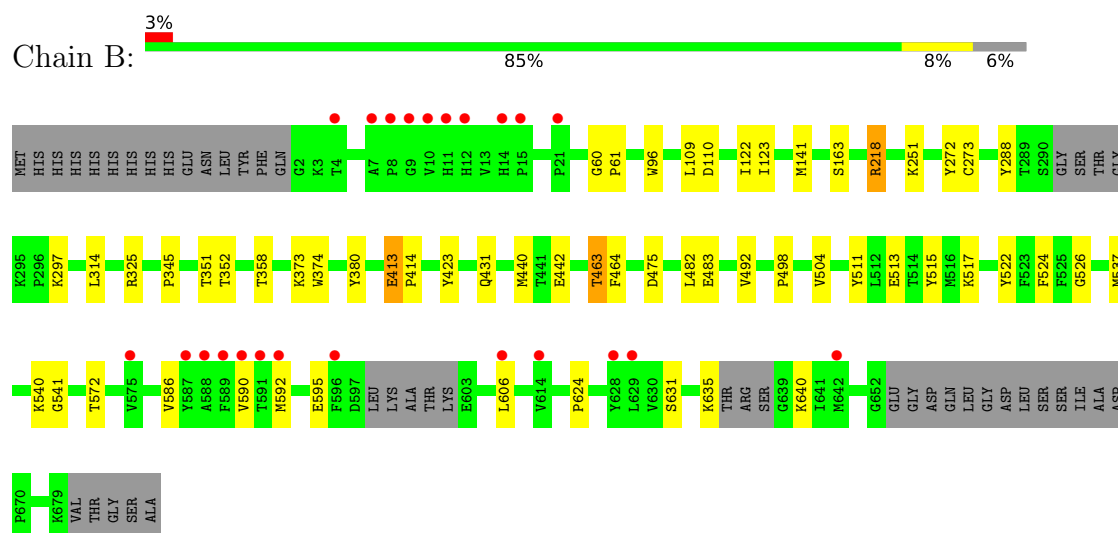 3%
Chain B:
85% 8% 6%
MET HIS HIS HIS HIS HIS HIS HIS HIS HIS GLU ASN LEU TYR PHE GLN G2 K3 T4 A7 P8 G9 V10 H11 H12 V13 H14 P15 P21 G60 P61 W96 L109 D110 I122 I123 M141 S163 R218 K251 Y272 C273 Y288 T289 S290 GLY SER THR GLY
K295 P296 K297 L314 R325 P345 T351 T352 T358 K373 W374 Y380 E413 P414 Y423 Q431 M440 T441 E442 T463 F464 D475 L482 E483 V492 P498 V504 Y511 L512 E513 T514 Y515 M516 K517 Y522 F523 F524 F525 G526 M537
K540 G541 T572 V575 V586 Y587 A588 F589 V590 T591 M592 E595 F596 D597 LEU LYS ALA THR LYS E603 L606 V614 P624 Y628 L629 V630 S631 K635 THR ARG SER G639 K640 I641 M642 G652 GLU GLY ASP GLN LEU GLY ASP LEU SER SER ILE ALA ASP
P670 K679 VAL THR GLY SER ALA